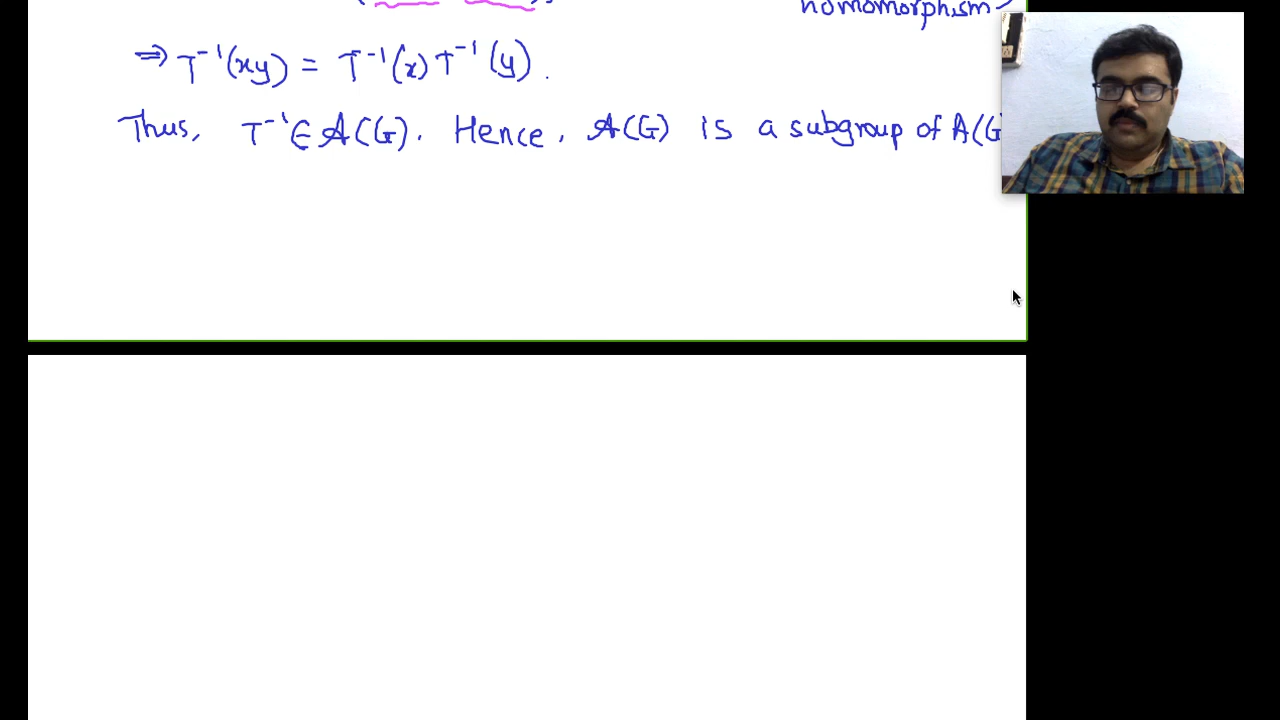 homomorphism
⇒ T⁻¹(xy) = T⁻¹(x) T⁻¹(y).
Thus, T⁻¹ ∈ 𝒜(G). Hence, 𝒜(G) is a subgroup of A(G